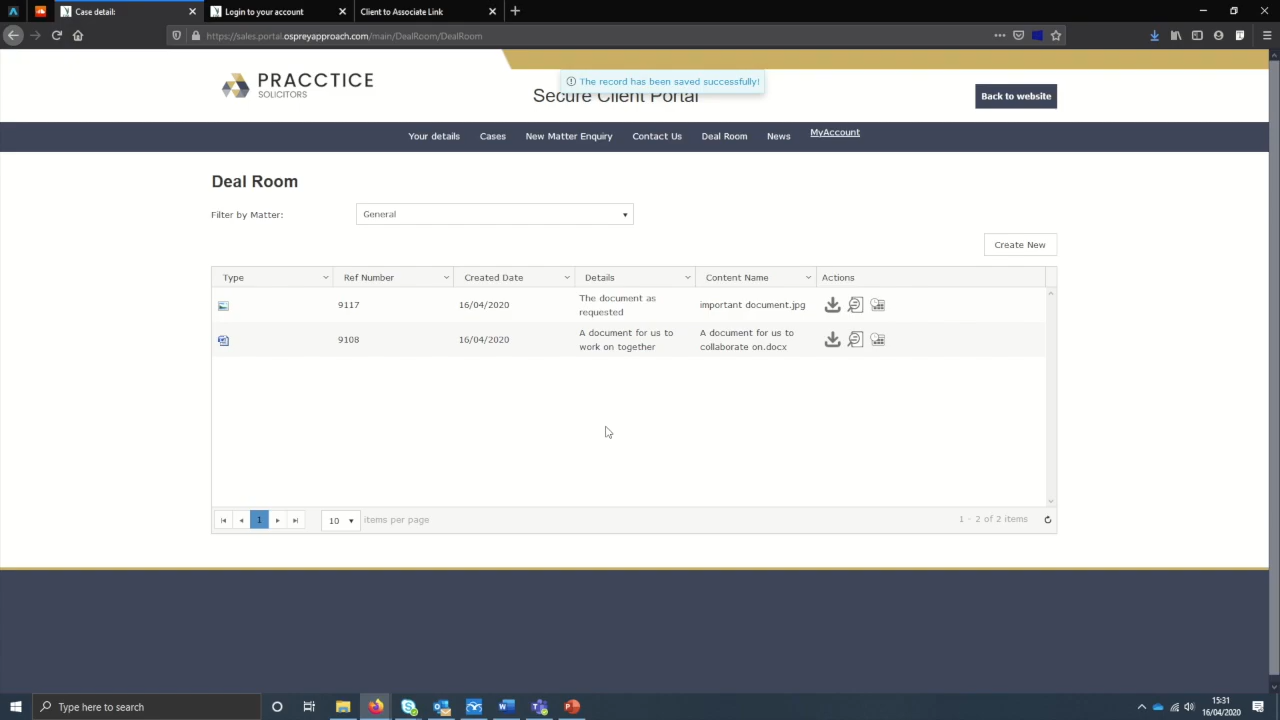 Case details
Login to your account
Client to Associate Link
https://sales.portal.ospreyapproach.com/main/DealRoom/DealRoom
PRACCTICE
SOLICITORS
The record has been saved successfully!
Secure Client Portal
Back to website
Your details Cases New Matter Enquiry Contact Us Deal Room News MyAccount
Deal Room
Filter by Matter: General
Create New
Type Ref Number Created Date Details Content Name Actions
9117 16/04/2020 The document as requested important document.jpg
9108 16/04/2020 A document for us to work on together A document for us to collaborate on.docx
1 10 items per page 1 - 2 of 2 items
Type here to search
15:31
16/04/2020